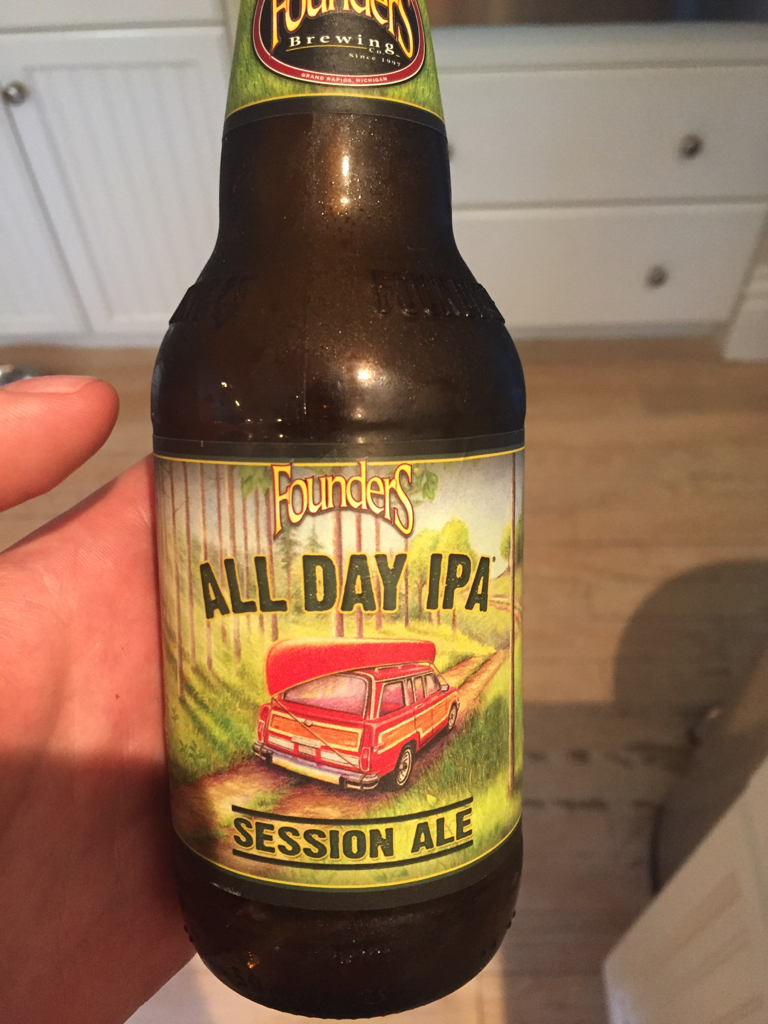 Founders
Brewing
Co.
Since 1997
GRAND RAPIDS, MICHIGAN
Founders
ALL DAY IPA
SESSION ALE